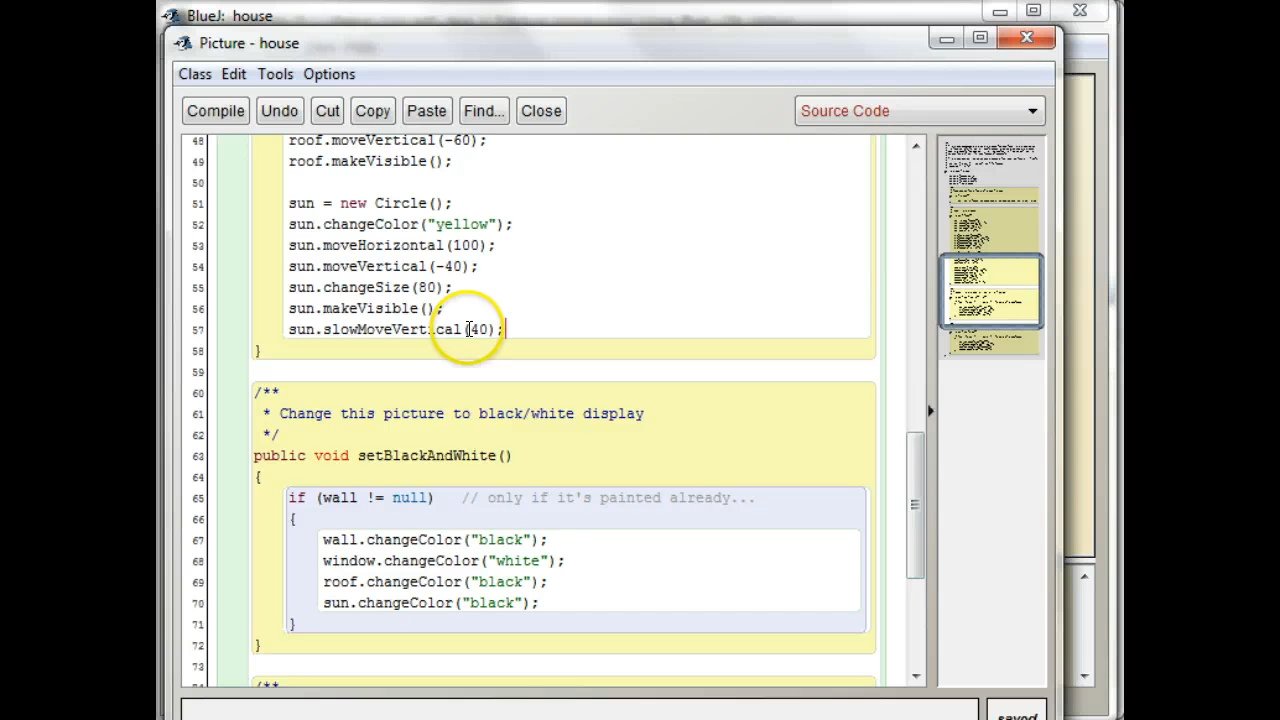 BlueJ: house
Picture - house
Class Edit Tools Options
Compile Undo Cut Copy Paste Find... Close Source Code
48 roof.moveVertical(-60);
49 roof.makeVisible();
50
51 sun = new Circle();
52 sun.changeColor("yellow");
53 sun.moveHorizontal(100);
54 sun.moveVertical(-40);
55 sun.changeSize(80);
56 sun.makeVisible();
57 sun.slowMoveVertical(40);
58 }
59
60 /**
61 * Change this picture to black/white display
62 */
63 public void setBlackAndWhite()
64 {
65 if (wall != null) // only if it's painted already...
66 {
67 wall.changeColor("black");
68 window.changeColor("white");
69 roof.changeColor("black");
70 sun.changeColor("black");
71 }
72 }
73
/**
saved